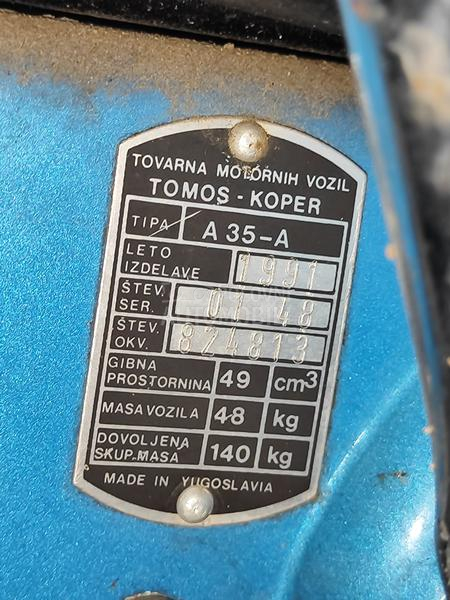 TOVARNA MOTORNIH VOZIL
TOMOS - KOPER
TIPA A 35-A
LETO IZDELAVE 1991
ŠTEV. SER. 01 48
ŠTEV. OKV. 824813
GIBNA PROSTORNINA 49 cm3
MASA VOZILA 48 kg
DOVOLJENA SKUP. MASA 140 kg
MADE IN YUGOSLAVIA